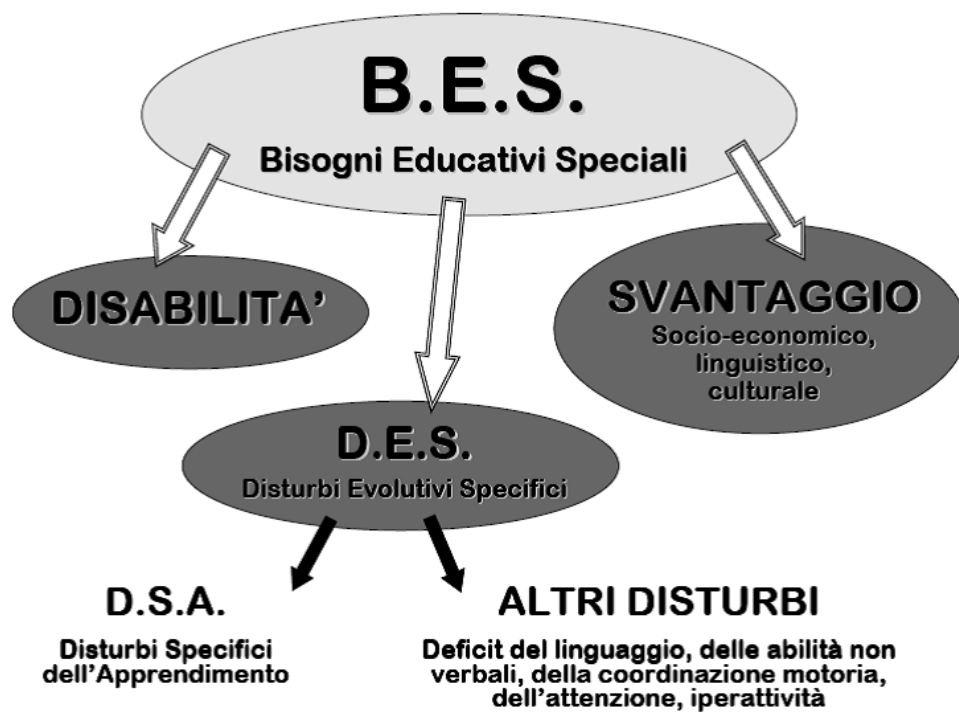 B.E.S.
Bisogni Educativi Speciali
DISABILITA'
SVANTAGGIO
Socio-economico,
linguistico,
culturale
D.E.S.
Disturbi Evolutivi Specifici
D.S.A.
Disturbi Specifici
dell'Apprendimento
ALTRI DISTURBI
Deficit del linguaggio, delle abilità non
verbali, della coordinazione motoria,
dell'attenzione, iperattività